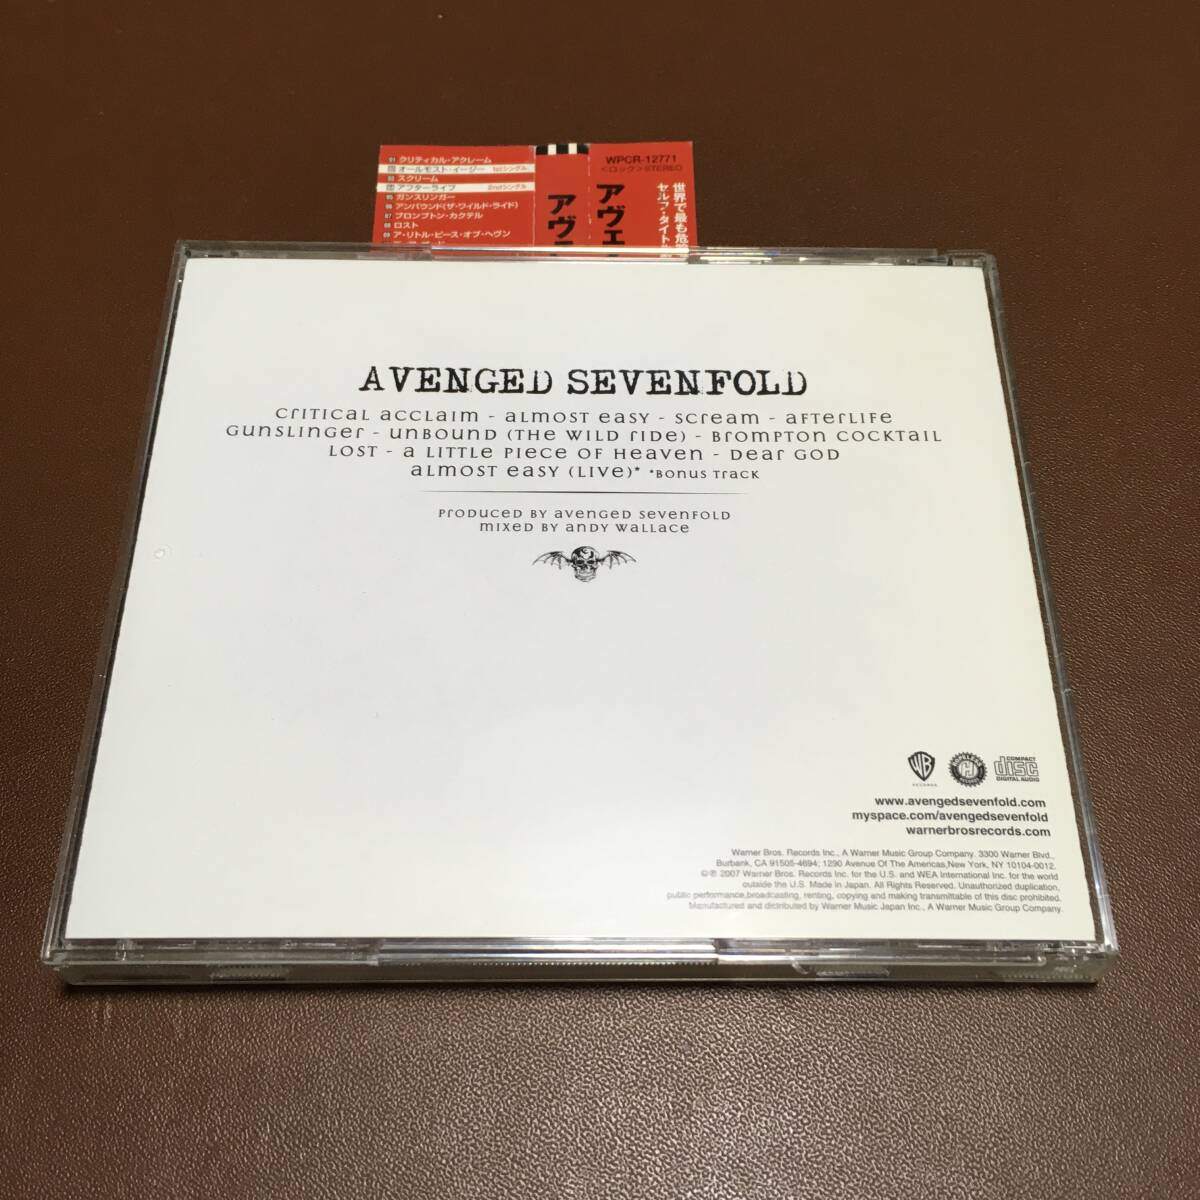 01 クリティカル・アクレーム
02 オールモスト・イージー 1stシングル
03 スクリーム
04 アフターライフ 2ndシングル
05 ガンスリンガー
06 アンバウンド(ザ・ワイルド・ライド)
07 ブロンプトン・カクテル
08 ロスト
09 ア・リトル・ピース・オブ・ヘヴン
アヴ
WPCR-12771
<ロック> STEREO
アヴェ
世界で最も危
セルフ・タイトル
AVENGED SEVENFOLD
CRITICAL ACCLAIM - ALMOST EASY - SCREAM - AFTERLIFE
GUNSLINGER - UNBOUND (THE WILD RIDE) - BROMPTON COCKTAIL
LOST - A LITTLE PIECE OF HEAVEN - DEAR GOD
ALMOST EASY (LIVE)* *BONUS TRACK
PRODUCED BY AVENGED SEVENFOLD
MIXED BY ANDY WALLACE
WB
RECORDS
HOPELESS
H
RECORDS
COMPACT
disc
DIGITAL AUDIO
www.avengedsevenfold.com
myspace.com/avengedsevenfold
warnerbrosrecords.com
Warner Bros. Records Inc., A Warner Music Group Company. 3300 Warner Blvd.,
Burbank, CA 91505-4694; 1290 Avenue Of The Americas,New York, NY 10104-0012.
©℗ 2007 Warner Bros. Records Inc. for the U.S. and WEA International Inc. for the world
outside the U.S. Made in Japan. All Rights Reserved. Unauthorized duplication,
public performance,broadcasting, renting, copying and making transmittable of this disc prohibited.
Manufactured and distributed by Warner Music Japan Inc., A Warner Music Group Company.